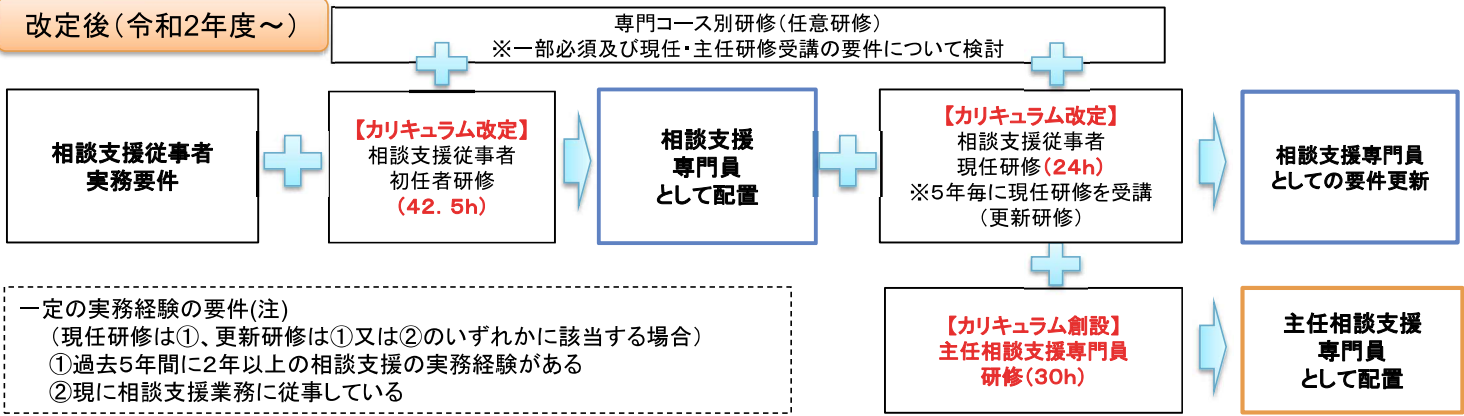 改定後（令和2年度～）
専門コース別研修（任意研修）
※一部必須及び現任・主任研修受講の要件について検討
相談支援従事者
実務要件
【カリキュラム改定】
相談支援従事者
初任者研修
（42．5h）
相談支援
専門員
として配置
【カリキュラム改定】
相談支援従事者
現任研修（24h）
※5年毎に現任研修を受講
（更新研修）
相談支援専門員
としての要件更新
一定の実務経験の要件(注)
（現任研修は①、更新研修は①又は②のいずれかに該当する場合）
①過去5年間に2年以上の相談支援の実務経験がある
②現に相談支援業務に従事している
【カリキュラム創設】
主任相談支援専門員
研修（30h）
主任相談支援
専門員
として配置